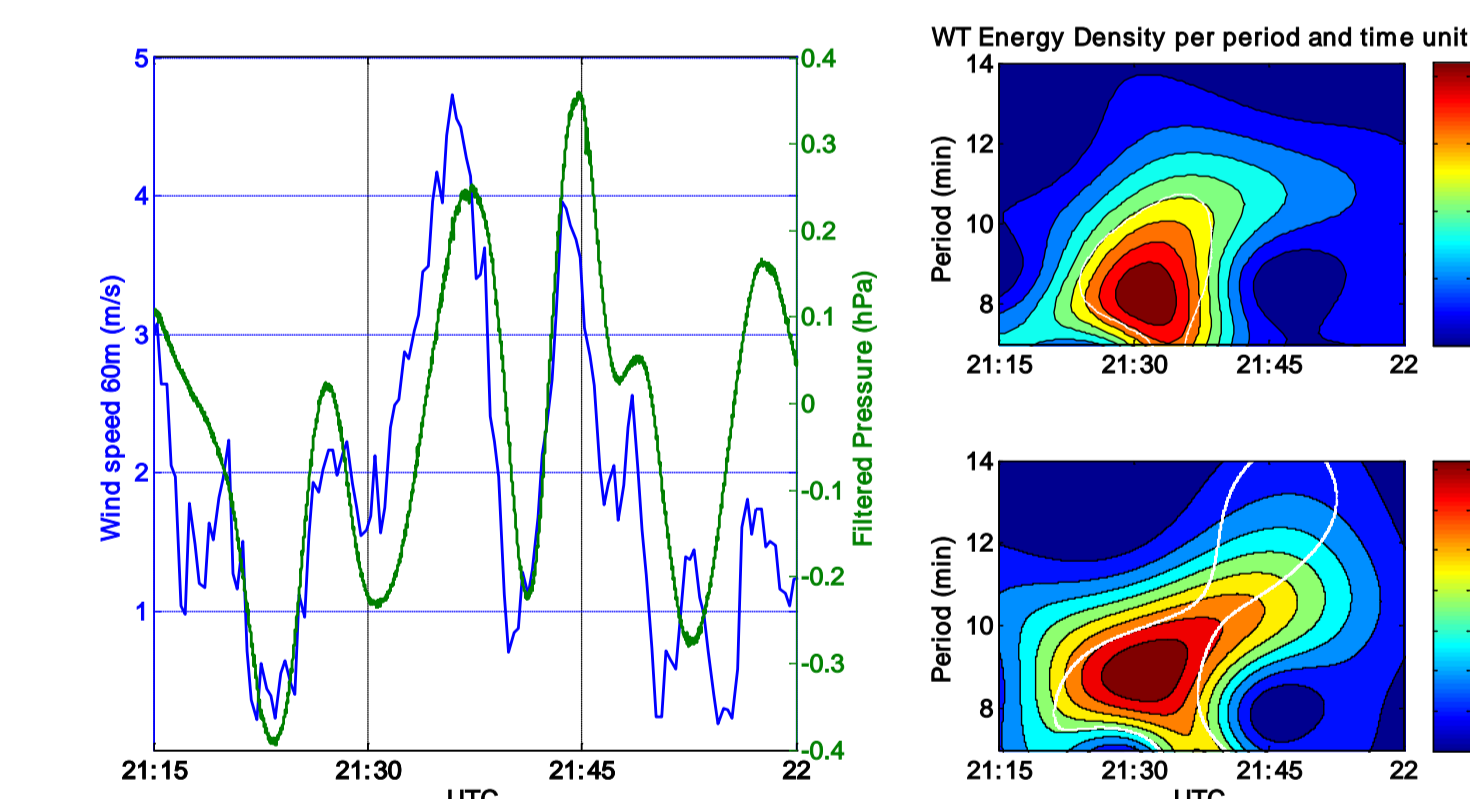 WT Energy Density per period and time unit
5
4
3
2
1
Wind speed 60m (m/s)
0.4
0.3
0.2
0.1
0
-0.1
-0.2
-0.3
-0.4
Filtered Pressure (hPa)
21:15 21:30 21:45 22
UTC
14
12
10
8
Period (min)
21:15 21:30 21:45 22
14
12
10
8
Period (min)
21:15 21:30 21:45 22
UTC